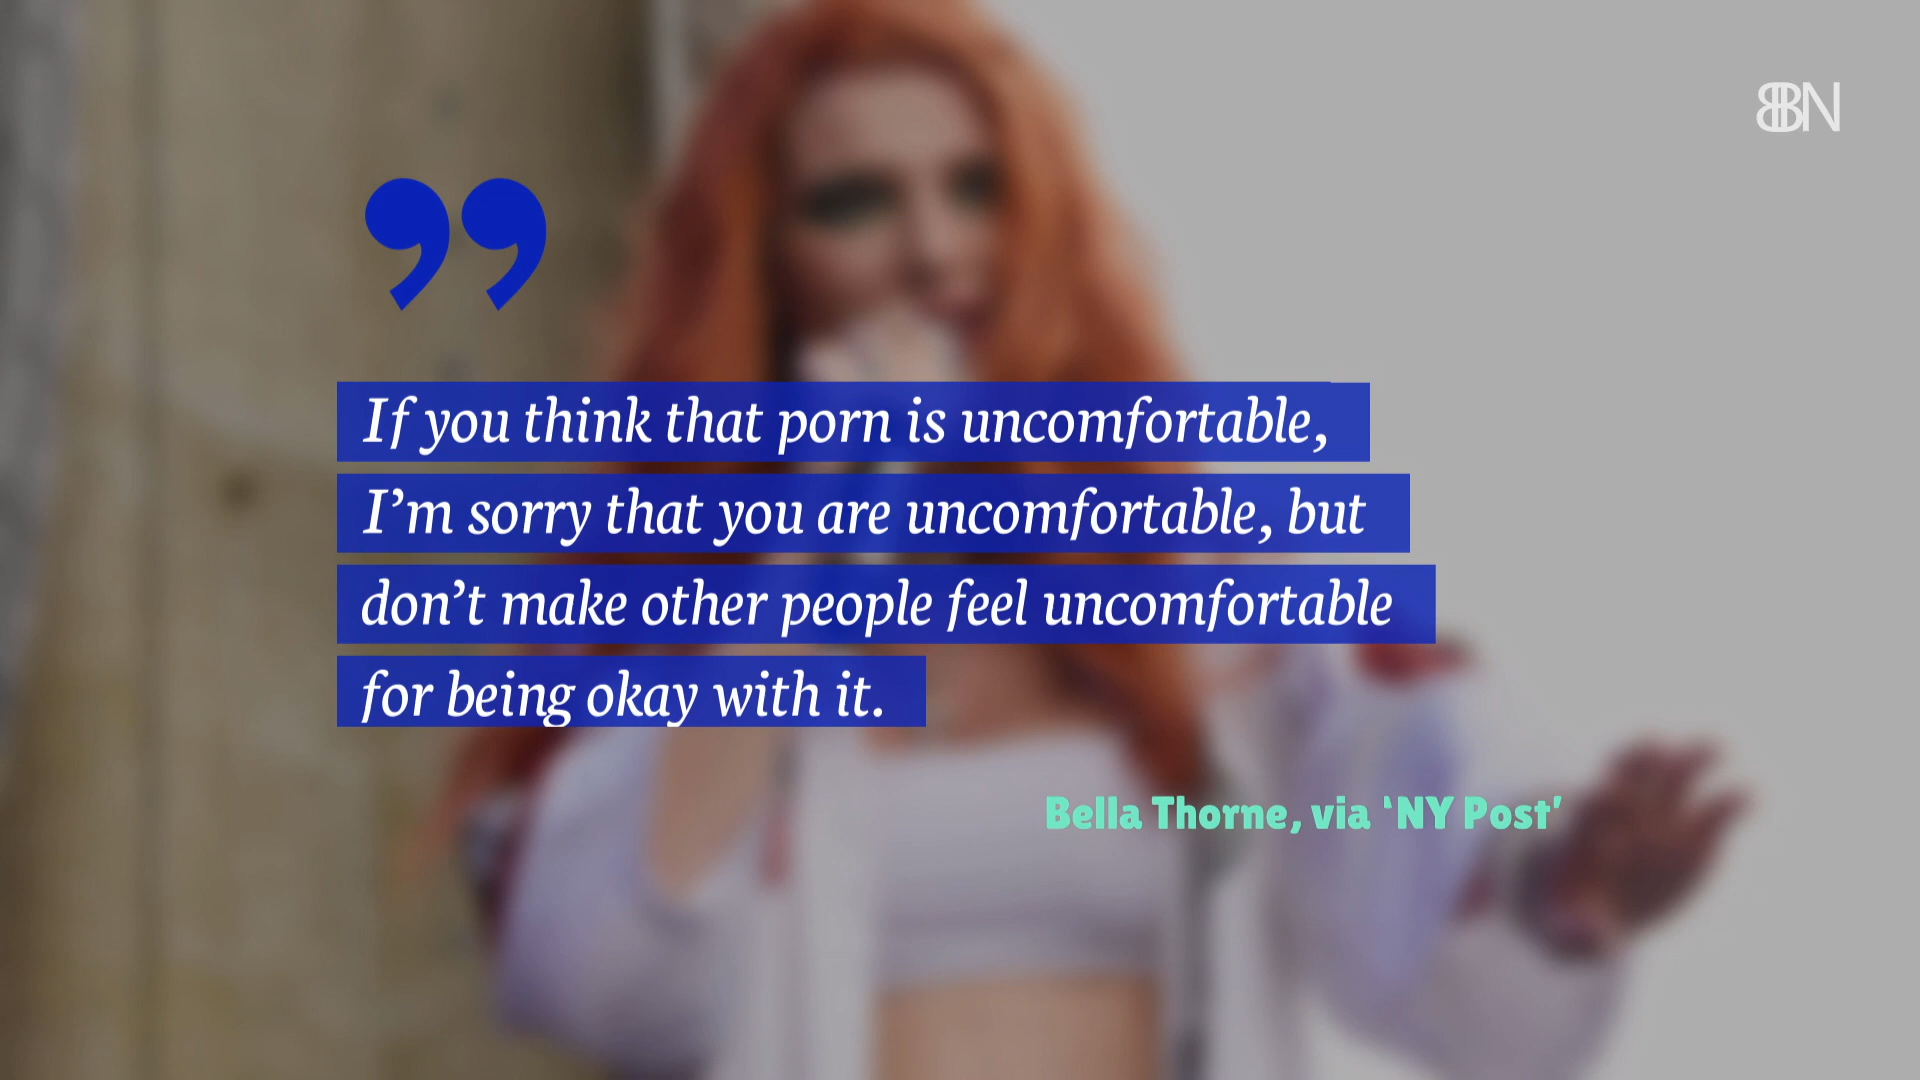 BBN
”
If you think that porn is uncomfortable,
I’m sorry that you are uncomfortable, but
don’t make other people feel uncomfortable
for being okay with it.
Bella Thorne, via ‘NY Post’